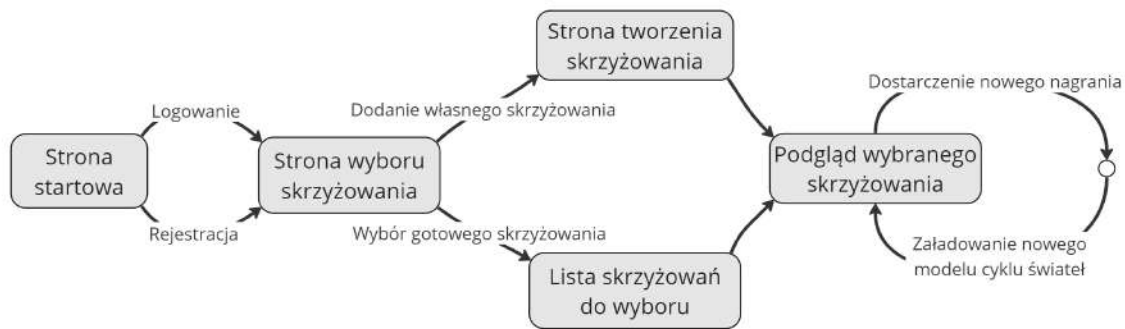 Strona
startowa
Logowanie
Rejestracja
Strona wyboru
skrzyżowania
Dodanie własnego skrzyżowania
Wybór gotowego skrzyżowania
Strona tworzenia
skrzyżowania
Lista skrzyżowań
do wyboru
Podgląd wybranego
skrzyżowania
Dostarczenie nowego nagrania
Załadowanie nowego
modelu cyklu świateł